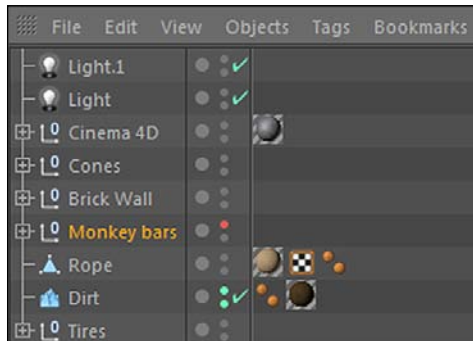 File Edit View Objects Tags Bookmarks
Light.1
Light
Cinema 4D
Cones
Brick Wall
Monkey bars
Rope
Dirt
Tires